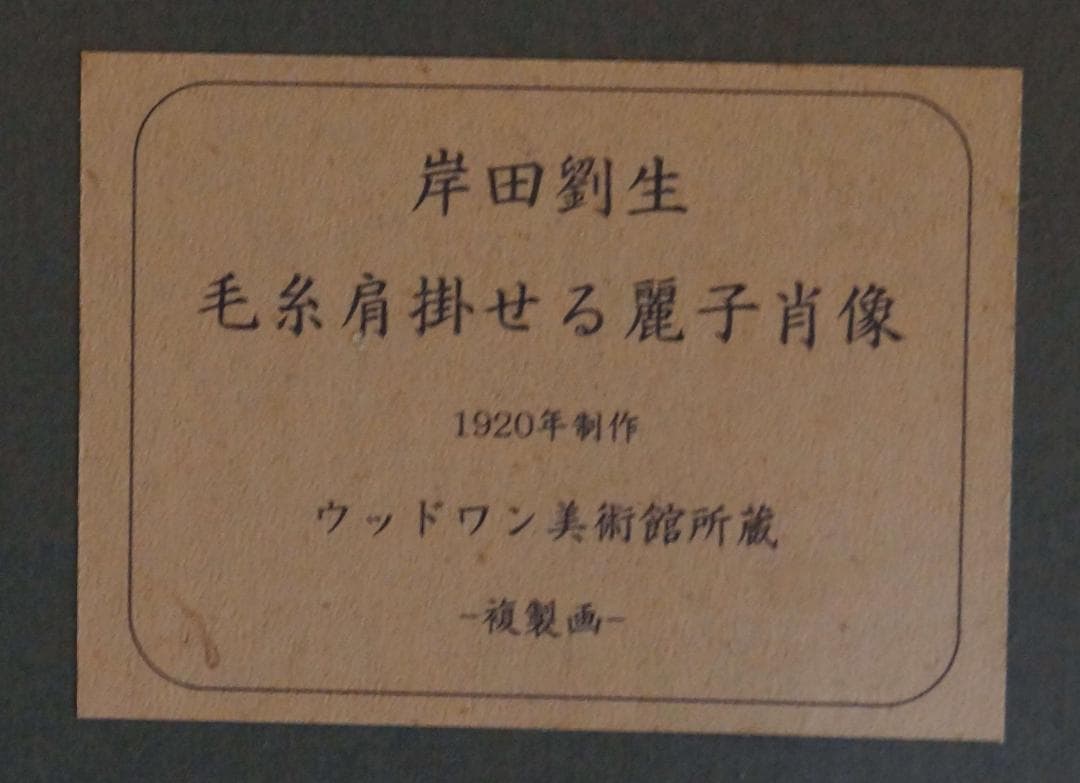 岸田劉生
毛糸肩掛せる麗子肖像
1920年制作
ウッドワン美術館所蔵
-複製画-